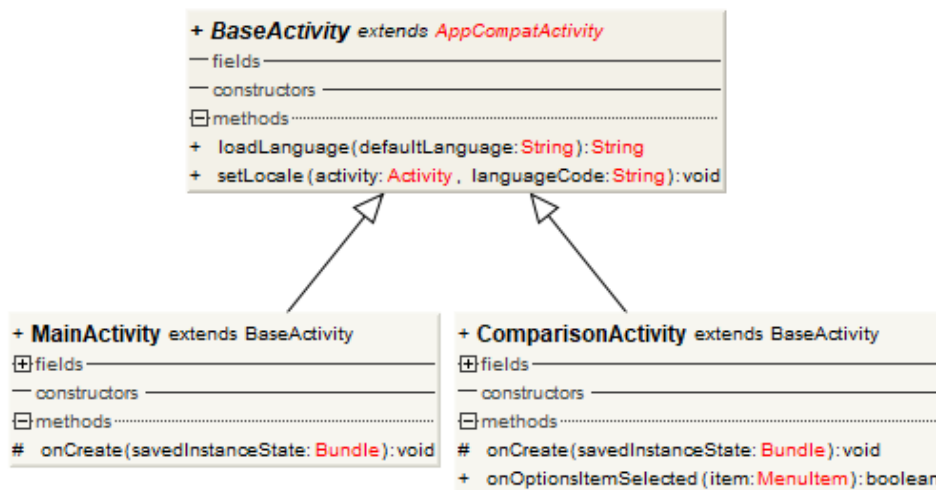 + BaseActivity extends AppCompatActivity
fields
constructors
methods
+ loadLanguage(defaultLanguage:String):String
+ setLocale(activity:Activity, languageCode:String):void
+ MainActivity extends BaseActivity
fields
constructors
methods
# onCreate(savedInstanceState:Bundle):void
+ ComparisonActivity extends BaseActivity
fields
constructors
methods
# onCreate(savedInstanceState:Bundle):void
+ onOptionsItemSelected(item:MenuItem):boolean